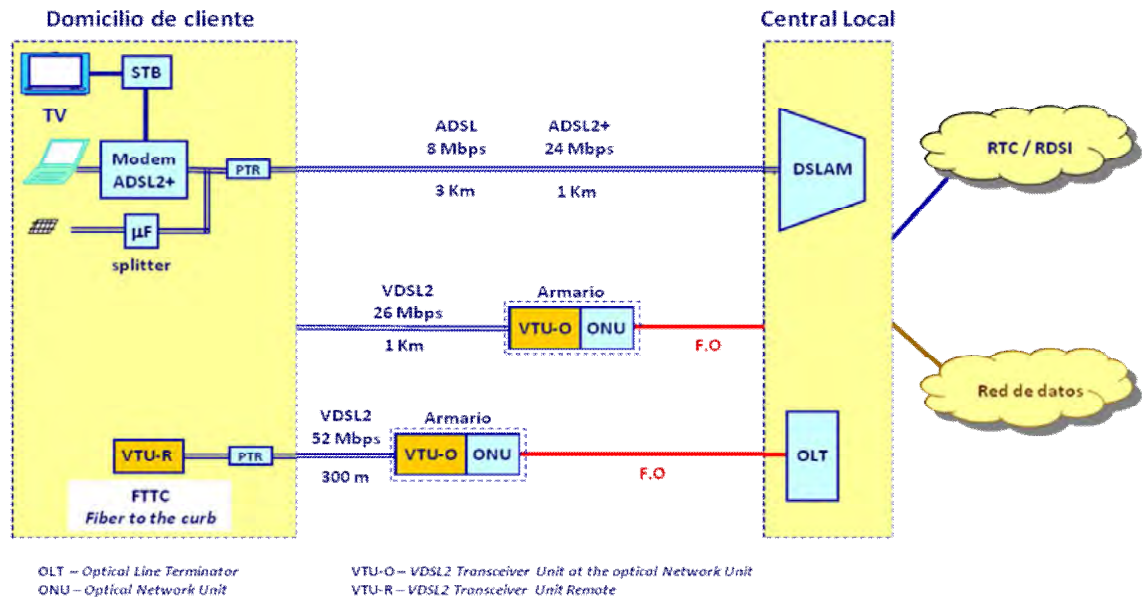 Domicilio de cliente
Central Local
STB
TV
Modem
ADSL2+
PTR
µF
splitter
ADSL
8 Mbps
3 Km
ADSL2+
24 Mbps
1 Km
DSLAM
RTC / RDSI
VDSL2
26 Mbps
1 Km
Armario
VTU-O
ONU
F.O
Red de datos
VDSL2
52 Mbps
300 m
Armario
VTU-O
ONU
F.O
OLT
VTU-R
PTR
FTTC
Fiber to the curb
OLT – Optical Line Terminator
ONU – Optical Network Unit
VTU-O – VDSL2 Transceiver Unit at the optical Network Unit
VTU-R – VDSL2 Transceiver Unit Remote